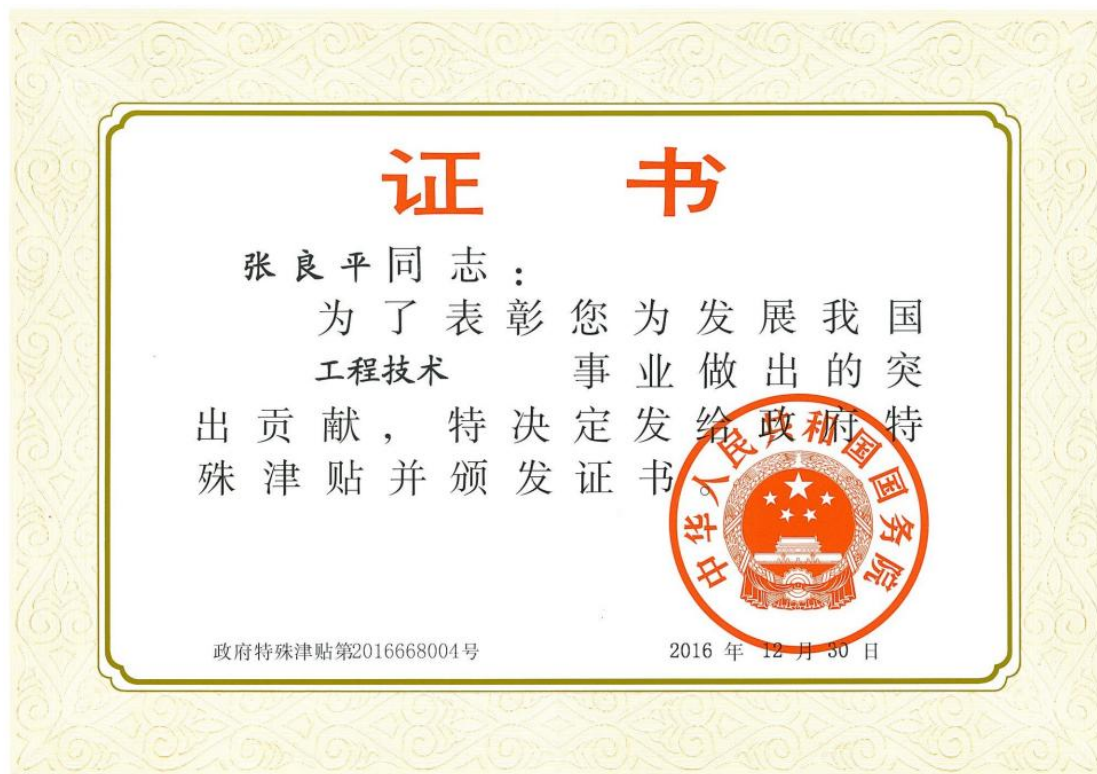 证书
张良平同志：
为了表彰您为发展我国
工程技术 事业做出的突
出贡献，特决定发给政府特
殊津贴并颁发证书。
中华人民共和国国务院
政府特殊津贴第2016668004号
2016 年 12 月 30 日